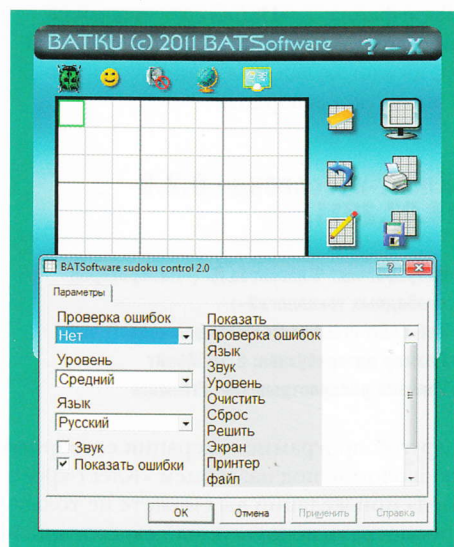 BATKU (c) 2011 BATSoftware ? – X
BATSoftware sudoku control 2.0
Параметры
Проверка ошибок
Нет
Уровень
Средний
Язык
Русский
Звук
Показать ошибки
Показать
Проверка ошибок
Язык
Звук
Уровень
Очистить
Сброс
Решить
Экран
Принтер
файл
OK Отмена Применить Справка